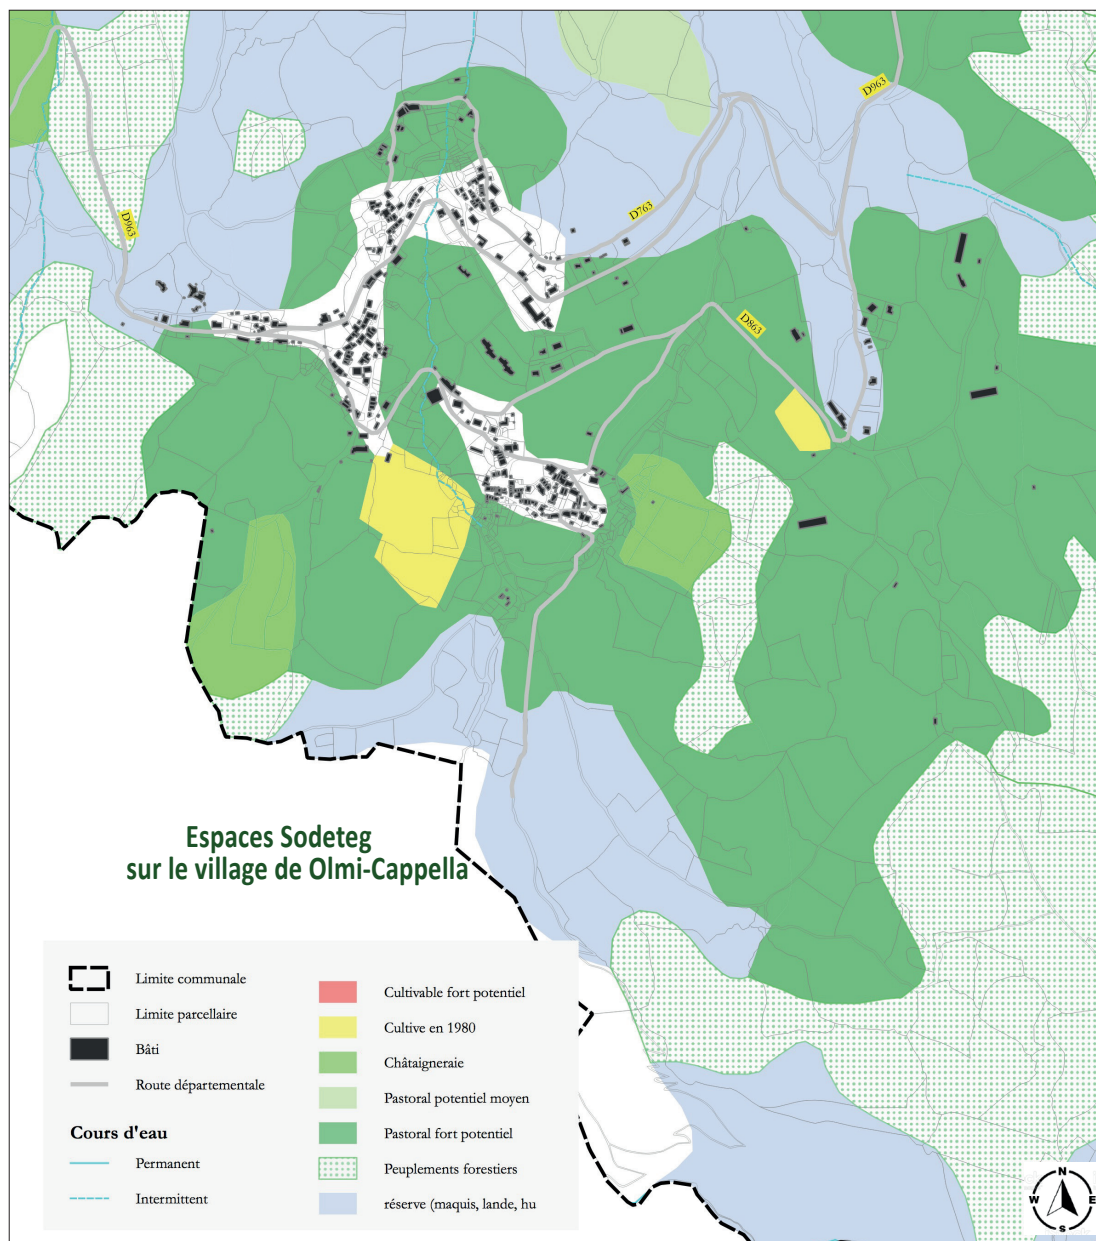 D963
D963
D763
D863
Espaces Sodeteg
sur le village de Olmi-Cappella
Limite communale
Limite parcellaire
Bâti
Route départementale
Cours d'eau
Permanent
Intermittent
Cultivable fort potentiel
Cultive en 1980
Châtaigneraie
Pastoral potentiel moyen
Pastoral fort potentiel
Peuplements forestiers
réserve (maquis, lande, hu
N
W
E
S